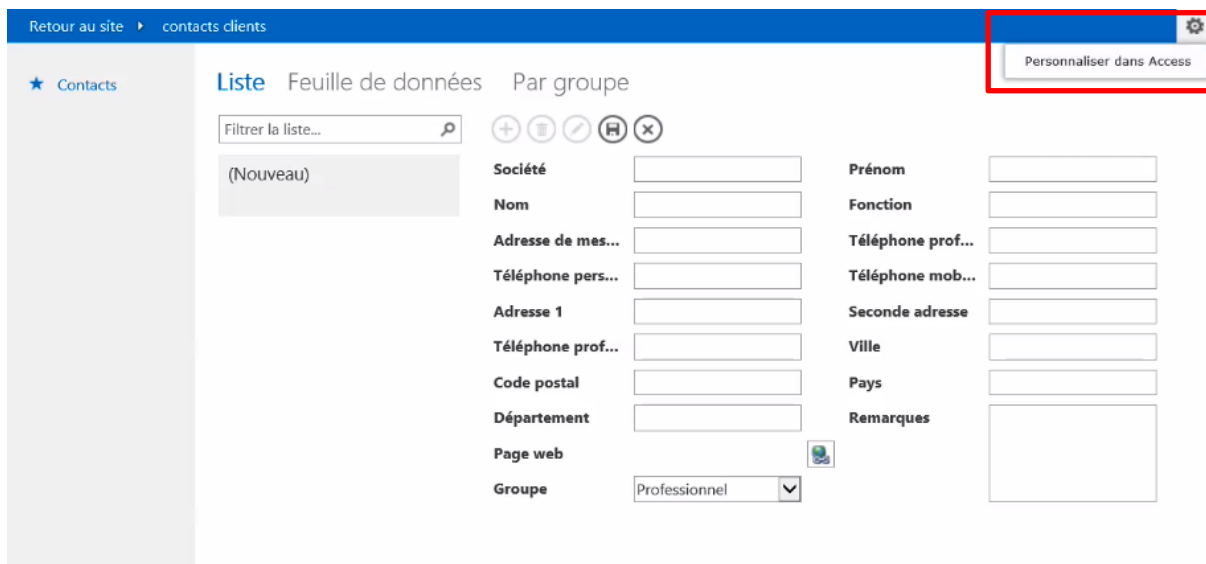 Retour au site contacts clients
Personnaliser dans Access
Contacts
Liste Feuille de données Par groupe
Filtrer la liste...
(Nouveau)
Société Prénom
Nom Fonction
Adresse de mes... Téléphone prof...
Téléphone pers... Téléphone mob...
Adresse 1 Seconde adresse
Téléphone prof... Ville
Code postal Pays
Département Remarques
Page web
Groupe Professionnel